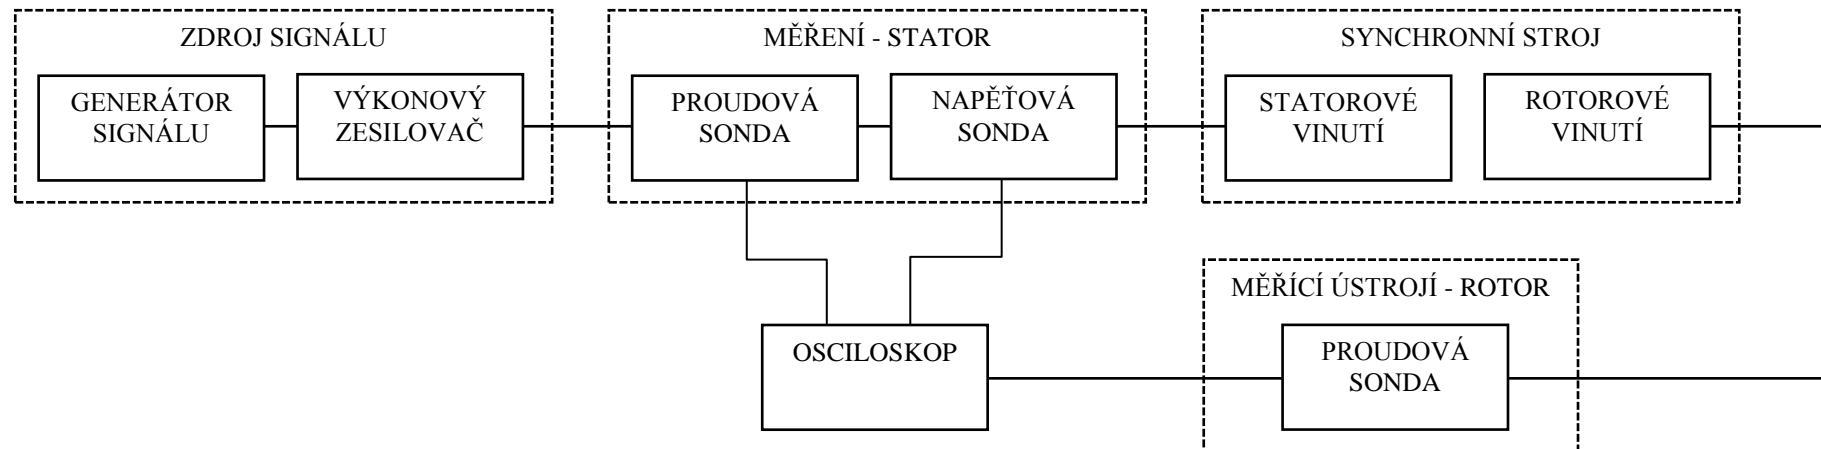 ZDROJ SIGNÁLU
GENERÁTOR
SIGNÁLU
VÝKONOVÝ
ZESILOVAČ
MĚŘENÍ - STATOR
PROUDOVÁ
SONDA
NAPĚŤOVÁ
SONDA
SYNCHRONNÍ STROJ
STATOROVÉ
VINUTÍ
ROTOROVÉ
VINUTÍ
OSCILOSKOP
MĚŘÍCÍ ÚSTROJÍ - ROTOR
PROUDOVÁ
SONDA